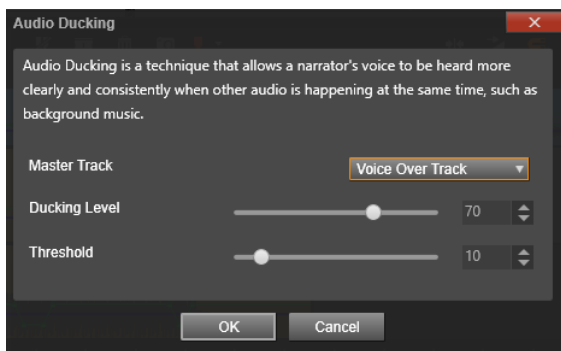 Audio Ducking
Audio Ducking is a technique that allows a narrator's voice to be heard more
clearly and consistently when other audio is happening at the same time, such as
background music.
Master Track
Voice Over Track
Ducking Level
70
Threshold
10
OK
Cancel